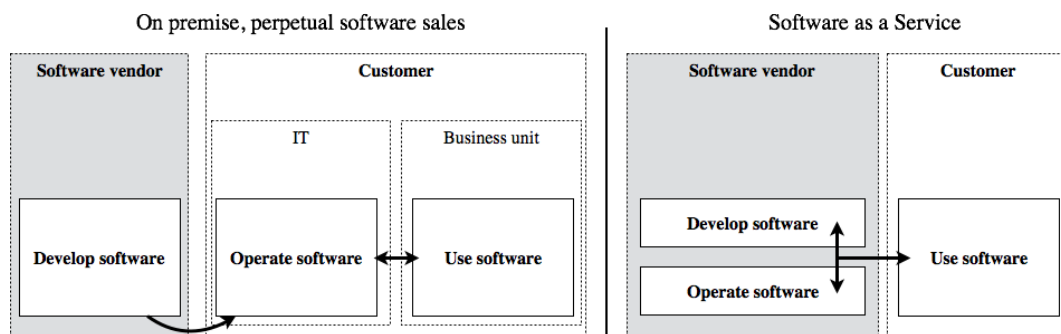 On premise, perpetual software sales
Software as a Service
Software vendor
Customer
Software vendor
Customer
IT
Business unit
Develop software
Operate software
Use software
Develop software
Operate software
Use software